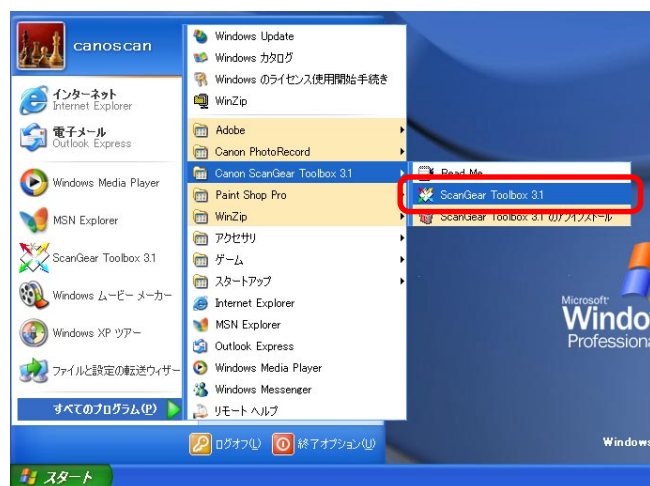 canoscan
インターネット
Internet Explorer
電子メール
Outlook Express
Windows Media Player
MSN Explorer
ScanGear Toolbox 3.1
Windows ムービー メーカー
Windows XP ツアー
ファイルと設定の転送ウィザー
すべてのプログラム(P)
Windows Update
Windows カタログ
Windows のライセンス使用開始手続き
WinZip
Adobe
Canon PhotoRecord
Canon ScanGear Toolbox 3.1
Paint Shop Pro
WinZip
アクセサリ
ゲーム
スタートアップ
Internet Explorer
MSN Explorer
Outlook Express
Windows Media Player
Windows Messenger
リモート ヘルプ
Read Me
ScanGear Toolbox 3.1
ScanGear Toolbox 3.1 のアンインストール
Microsoft
Windo
Professiona
Windows
ログオフ(L)
終了オプション(U)
スタート